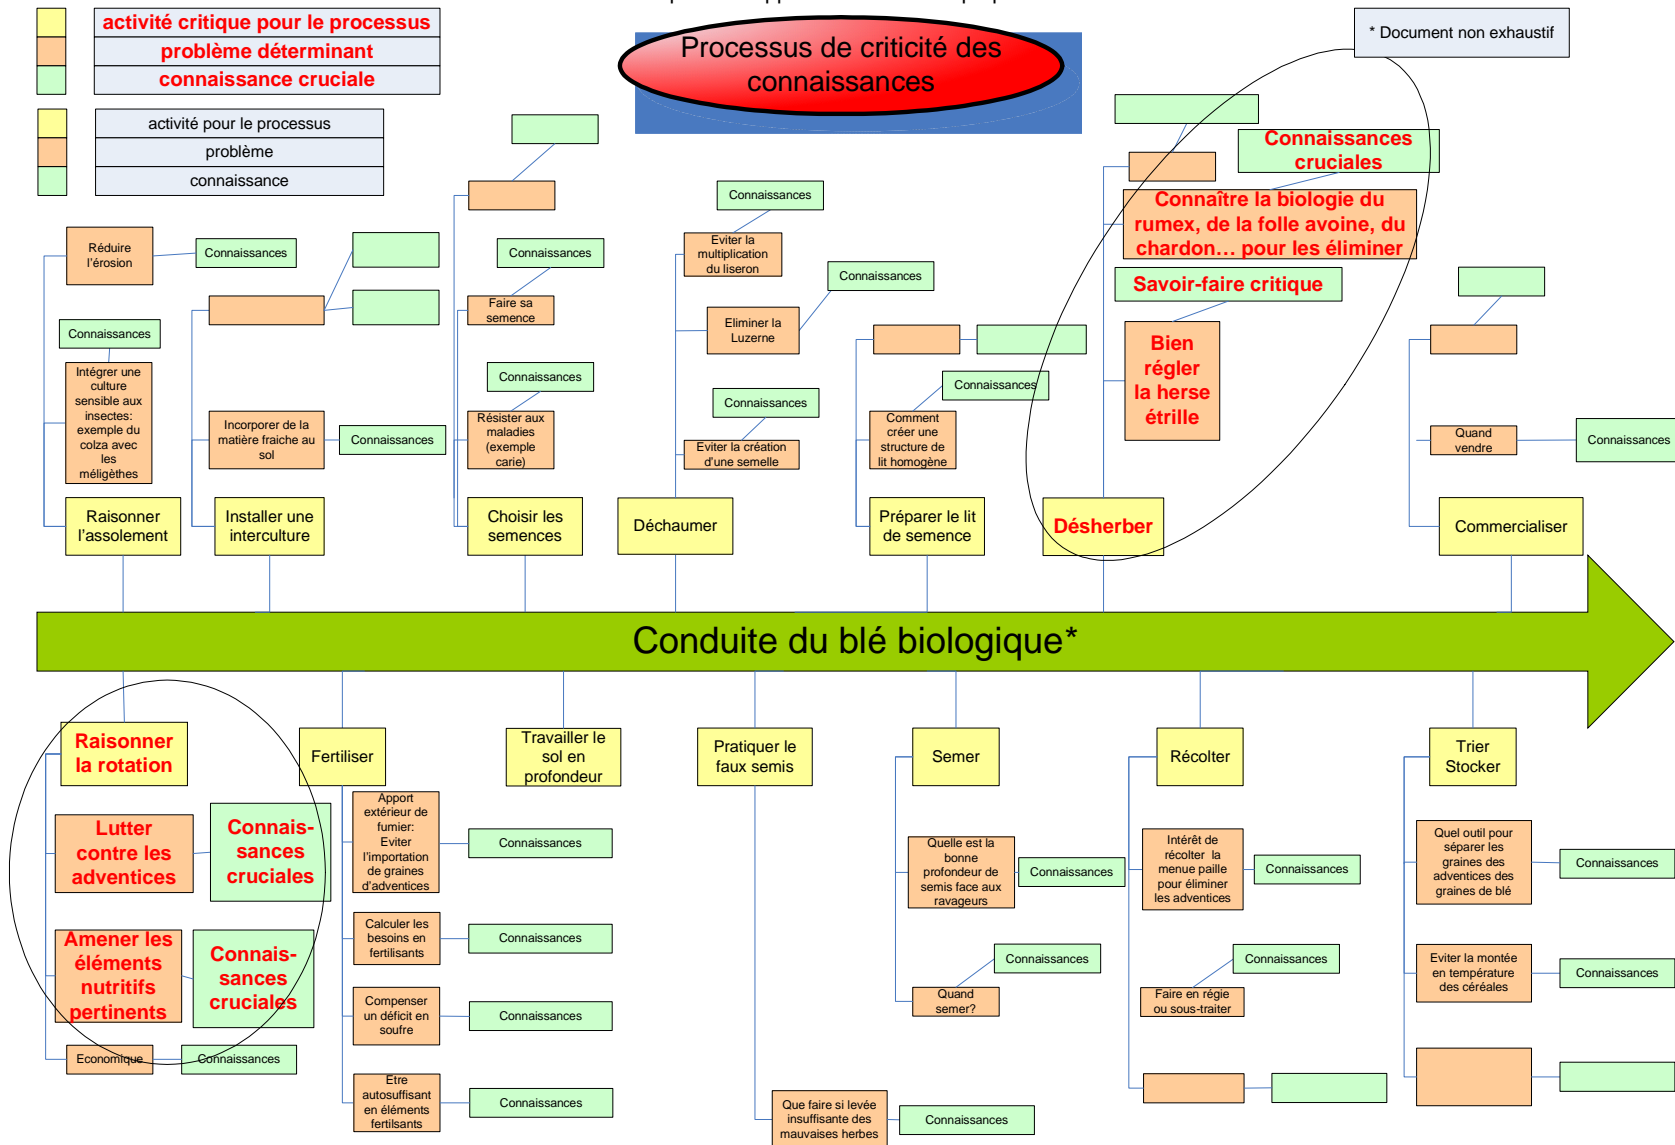 activité critique pour le processus
problème déterminant
connaissance cruciale
activité pour le processus
problème
connaissance
Processus de criticité des
connaissances
* Document non exhaustif
Réduire
l’érosion
Connaissances
Connaissances
Intégrer une
culture
sensible aux
insectes:
exemple du
colza avec
les
méligèthes
Raisonner
l’assolement
Incorporer de la
matière fraiche au
sol
Connaissances
Installer une
interculture
Connaissances
Faire sa
semence
Connaissances
Résister aux
maladies
(exemple
carie)
Choisir les
semences
Connaissances
Eviter la
multiplication
du liseron
Connaissances
Eliminer la
Luzerne
Connaissances
Eviter la création
d’une semelle
Déchaumer
Connaissances
Comment
créer une
structure de
lit homogène
Préparer le lit
de semence
Connaissances
cruciales
Connaître la biologie du
rumex, de la folle avoine, du
chardon… pour les éliminer
Savoir-faire critique
Bien
régler
la herse
étrille
Désherber
Quand
vendre
Connaissances
Commercialiser
Conduite du blé biologique*
Raisonner
la rotation
Lutter
contre les
adventices
Connais-
sances
cruciales
Amener les
éléments
nutritifs
pertinents
Connais-
sances
cruciales
Economique
Connaissances
Fertiliser
Apport
extérieur de
fumier:
Eviter
l’importation
de graines
d’adventices
Connaissances
Calculer les
besoins en
fertilisants
Connaissances
Compenser
un déficit en
soufre
Connaissances
Etre
autosuffisant
en éléments
fertilsants
Connaissances
Travailler le
sol en
profondeur
Pratiquer le
faux semis
Que faire si levée
insuffisante des
mauvaises herbes
Connaissances
Semer
Quelle est la
bonne
profondeur de
semis face aux
ravageurs
Connaissances
Connaissances
Quand
semer?
Récolter
Intérêt de
récolter la
menue paille
pour éliminer
les adventices
Connaissances
Connaissances
Faire en régie
ou sous-traiter
Trier
Stocker
Quel outil pour
séparer les
graines des
adventices des
graines de blé
Connaissances
Eviter la montée
en température
des céréales
Connaissances